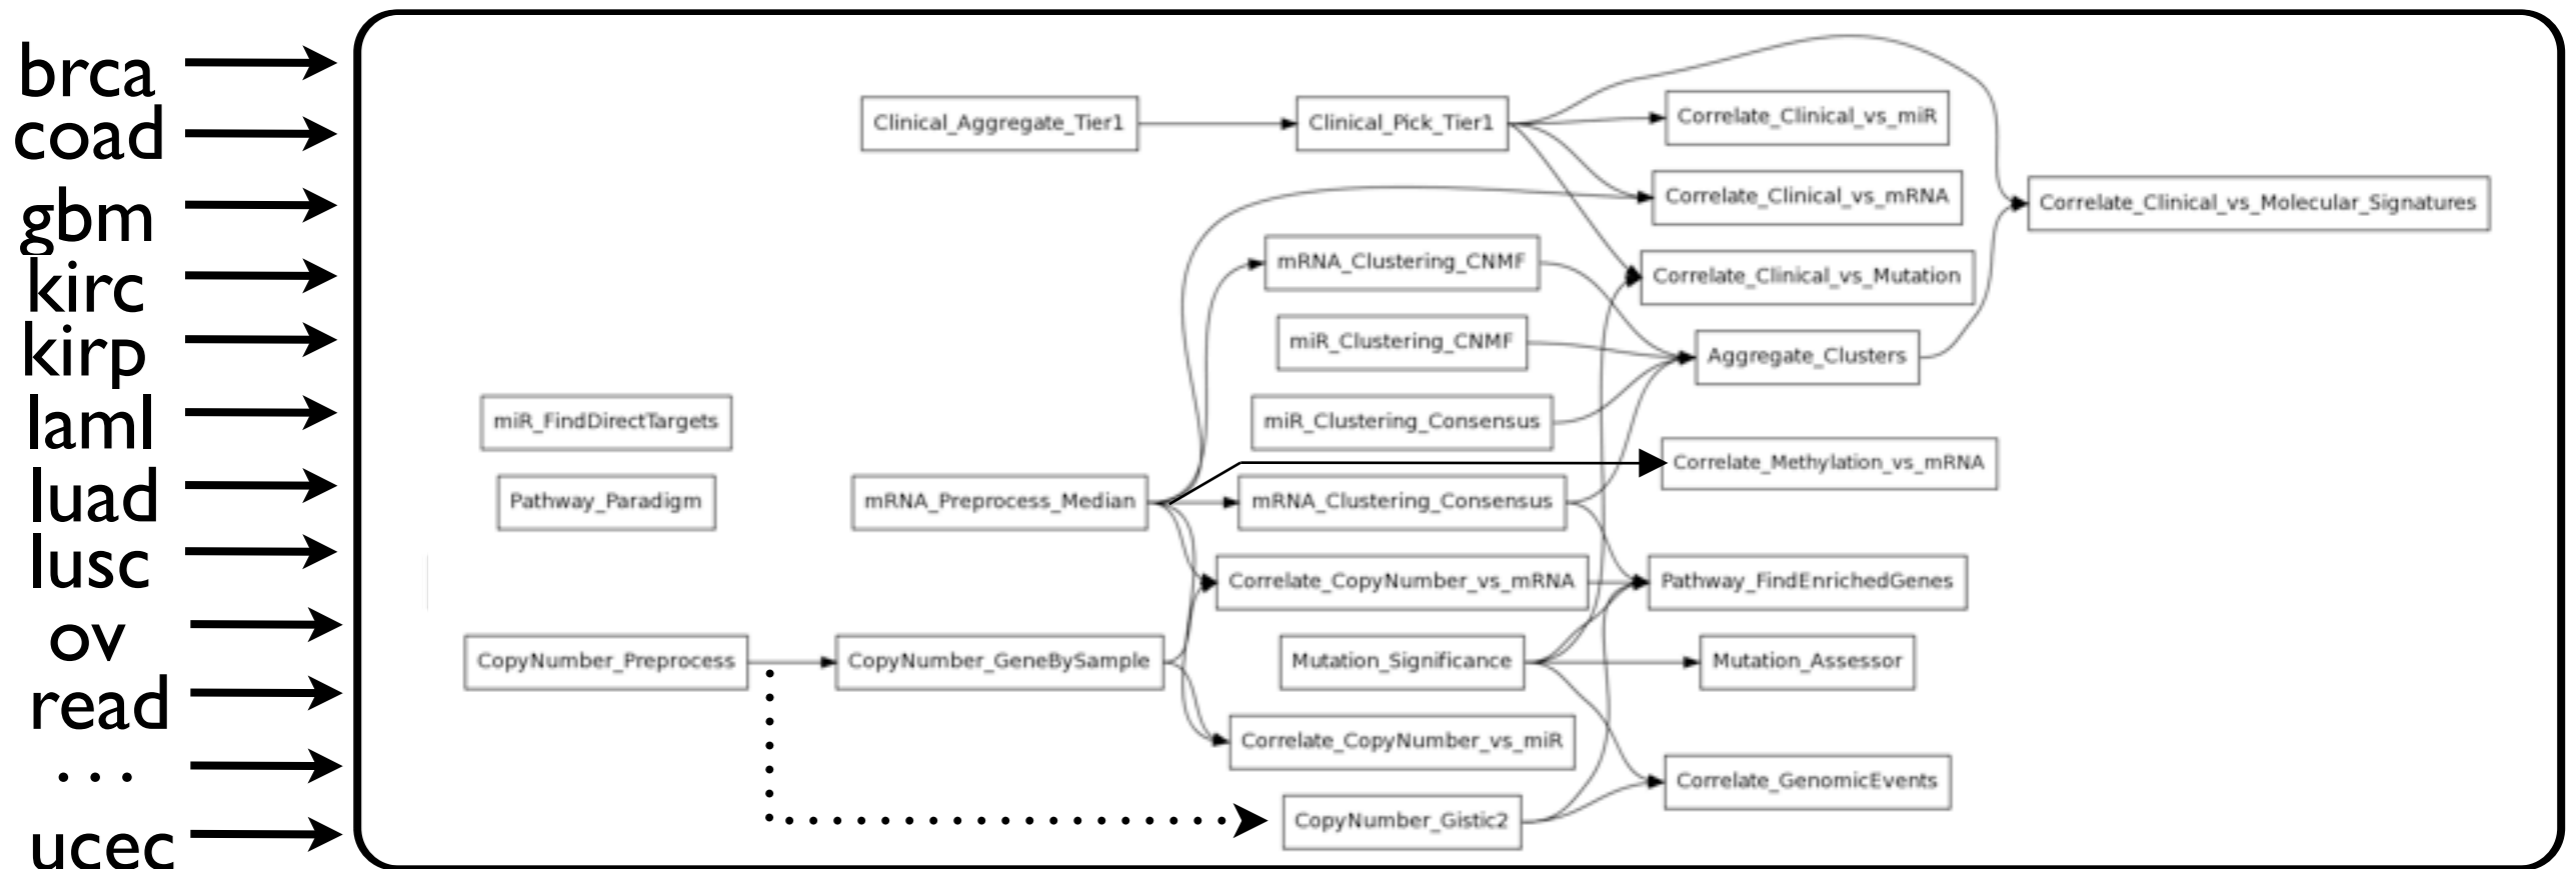 brca
coad
gbm
kirc
kirp
laml
luad
lusc
ov
read
...
ucec
Clinical_Aggregate_Tier1
Clinical_Pick_Tier1
Correlate_Clinical_vs_miR
Correlate_Clinical_vs_mRNA
Correlate_Clinical_vs_Molecular_Signatures
mRNA_Clustering_CNMF
Correlate_Clinical_vs_Mutation
miR_Clustering_CNMF
Aggregate_Clusters
miR_FindDirectTargets
miR_Clustering_Consensus
Correlate_Methylation_vs_mRNA
Pathway_Paradigm
mRNA_Preprocess_Median
mRNA_Clustering_Consensus
Correlate_CopyNumber_vs_mRNA
Pathway_FindEnrichedGenes
CopyNumber_Preprocess
CopyNumber_GeneBySample
Mutation_Significance
Mutation_Assessor
Correlate_CopyNumber_vs_miR
Correlate_GenomicEvents
CopyNumber_Gistic2